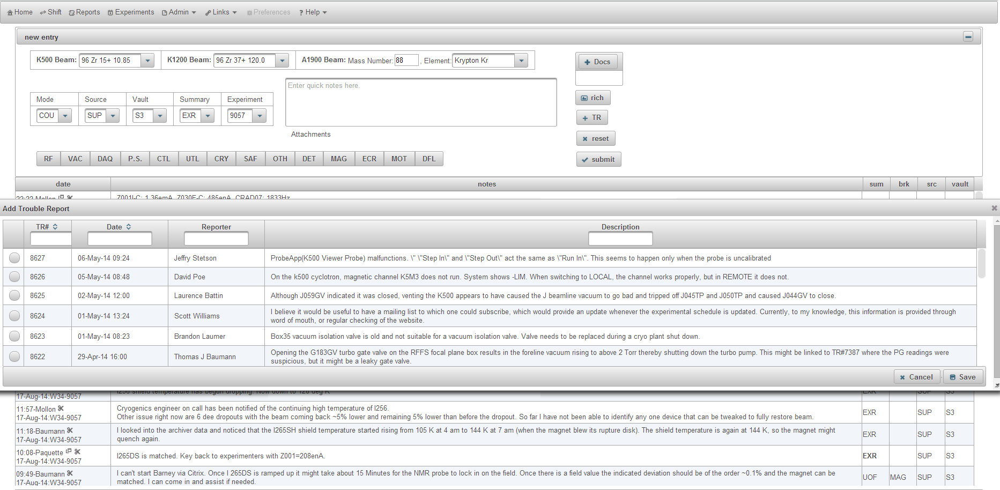 Home Shift Reports Experiments Admin Links Preferences ? Help
new entry
K500 Beam: 96 Zr 15+ 10.85 K1200 Beam: 96 Zr 37+ 120.0 A1900 Beam: Mass Number: 88 , Element: Krypton Kr
Docs
Enter quick notes here.
rich
Mode Source Vault Summary Experiment
COU SUP S3 EXR 9057
TR
Attachments
reset
RF VAC DAQ P.S. CTL UTL CRY SAF OTH DET MAG ECR MOT DFL
submit
date notes sum brk src vault
22:22-Mollon Z001I-C: 1.36emA, Z030F-C: 485enA, CRAD07: 1833Hz
Add Trouble Report
TR# Date Reporter Description
8627 06-May-14 09:24 Jeffry Stetson ProbeApp(K500 Viewer Probe) malfunctions. \" \"Step In\" and \"Step Out\" act the same as \"Run In\". This seems to happen only when the probe is uncalibrated
8626 05-May-14 08:48 David Poe On the k500 cyclotron, magnetic channel K5M3 does not run. System shows -LIM. When switching to LOCAL, the channel works properly, but in REMOTE it does not.
8625 02-May-14 12:00 Laurence Battin Although J059GV indicated it was closed, venting the K500 appears to have caused the J beamline vacuum to go bad and tripped off J045TP and J050TP and caused J044GV to close.
8624 01-May-14 13:24 Scott Williams I believe it would be useful to have a mailing list to which one could subscribe, which would provide an update whenever the experimental schedule is updated. Currently, to my knowledge, this information is provided through
word of mouth, or regular checking of the website.
8623 01-May-14 08:23 Brandon Laumer Box35 vacuum isolation valve is old and not suitable for a vacuum isolation valve. Valve needs to be replaced during a cryo plant shut down.
8622 29-Apr-14 16:00 Thomas J Baumann Opening the G183GV turbo gate valve on the RFFS focal plane box results in the foreline vacuum rising to above 2 Torr thereby shutting down the turbo pump. This might be linked to TR#7387 where the PG readings were
suspicious, but it might be a leaky gate valve.
Cancel Save
I256 shield temperature has begun dropping. Now down to 128 deg K EXR SUP S3
17-Aug-14:W34-9057
11:57-Mollon Cryogenics engineer on call has been notified of the continuing high temperature of I256.
17-Aug-14:W34-9057 Other issue right now are 6 dee dropouts with the beam coming back ~5% lower and remaining 5% lower than before the dropout. So far I have not been able to identify any one device that can be tweaked to fully restore beam. EXR SUP S3
11:18-Baumann I looked into the archiver data and noticed that the I265SH shield temperature started rising from 105 K at 4 am to 144 K at 7 am (when the magnet blew its rupture disk). The shield temperature is again at 144 K, so the magnet might EXR SUP S3
17-Aug-14:W34-9057 quench again.
10:08-Paquette I265DS is matched. Key back to experimenters with Z001=208enA. EXR SUP S3
17-Aug-14:W34-9057
09:49-Baumann I can't start Barney via Citrix. Once I 265DS is ramped up it might take about 15 Minutes for the NMR probe to lock in on the field. Once there is a field value the indicated deviation should be of the order ~0.1% and the magnet can be UOF MAG SUP S3
17-Aug-14:W34-9057 matched. I can come in and assist if needed.